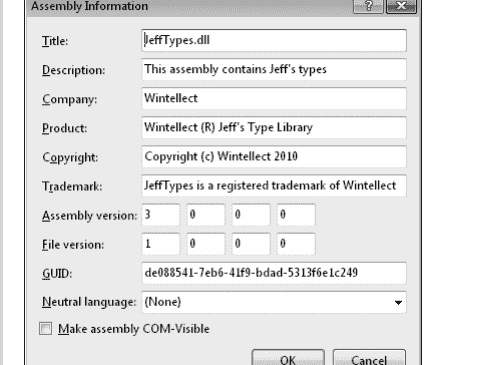 Assembly Information
Title: JeffTypes.dll
Description: This assembly contains Jeff's types
Company: Wintellect
Product: Wintellect (R) Jeff's Type Library
Copyright: Copyright (c) Wintellect 2010
Trademark: JeffTypes is a registered trademark of Wintellect
Assembly version: 3 0 0 0
File version: 1 0 0 0
GUID: de088541-7eb6-41f9-bdad-5313f6e1c249
Neutral language: (None)
Make assembly COM-Visible
OK Cancel